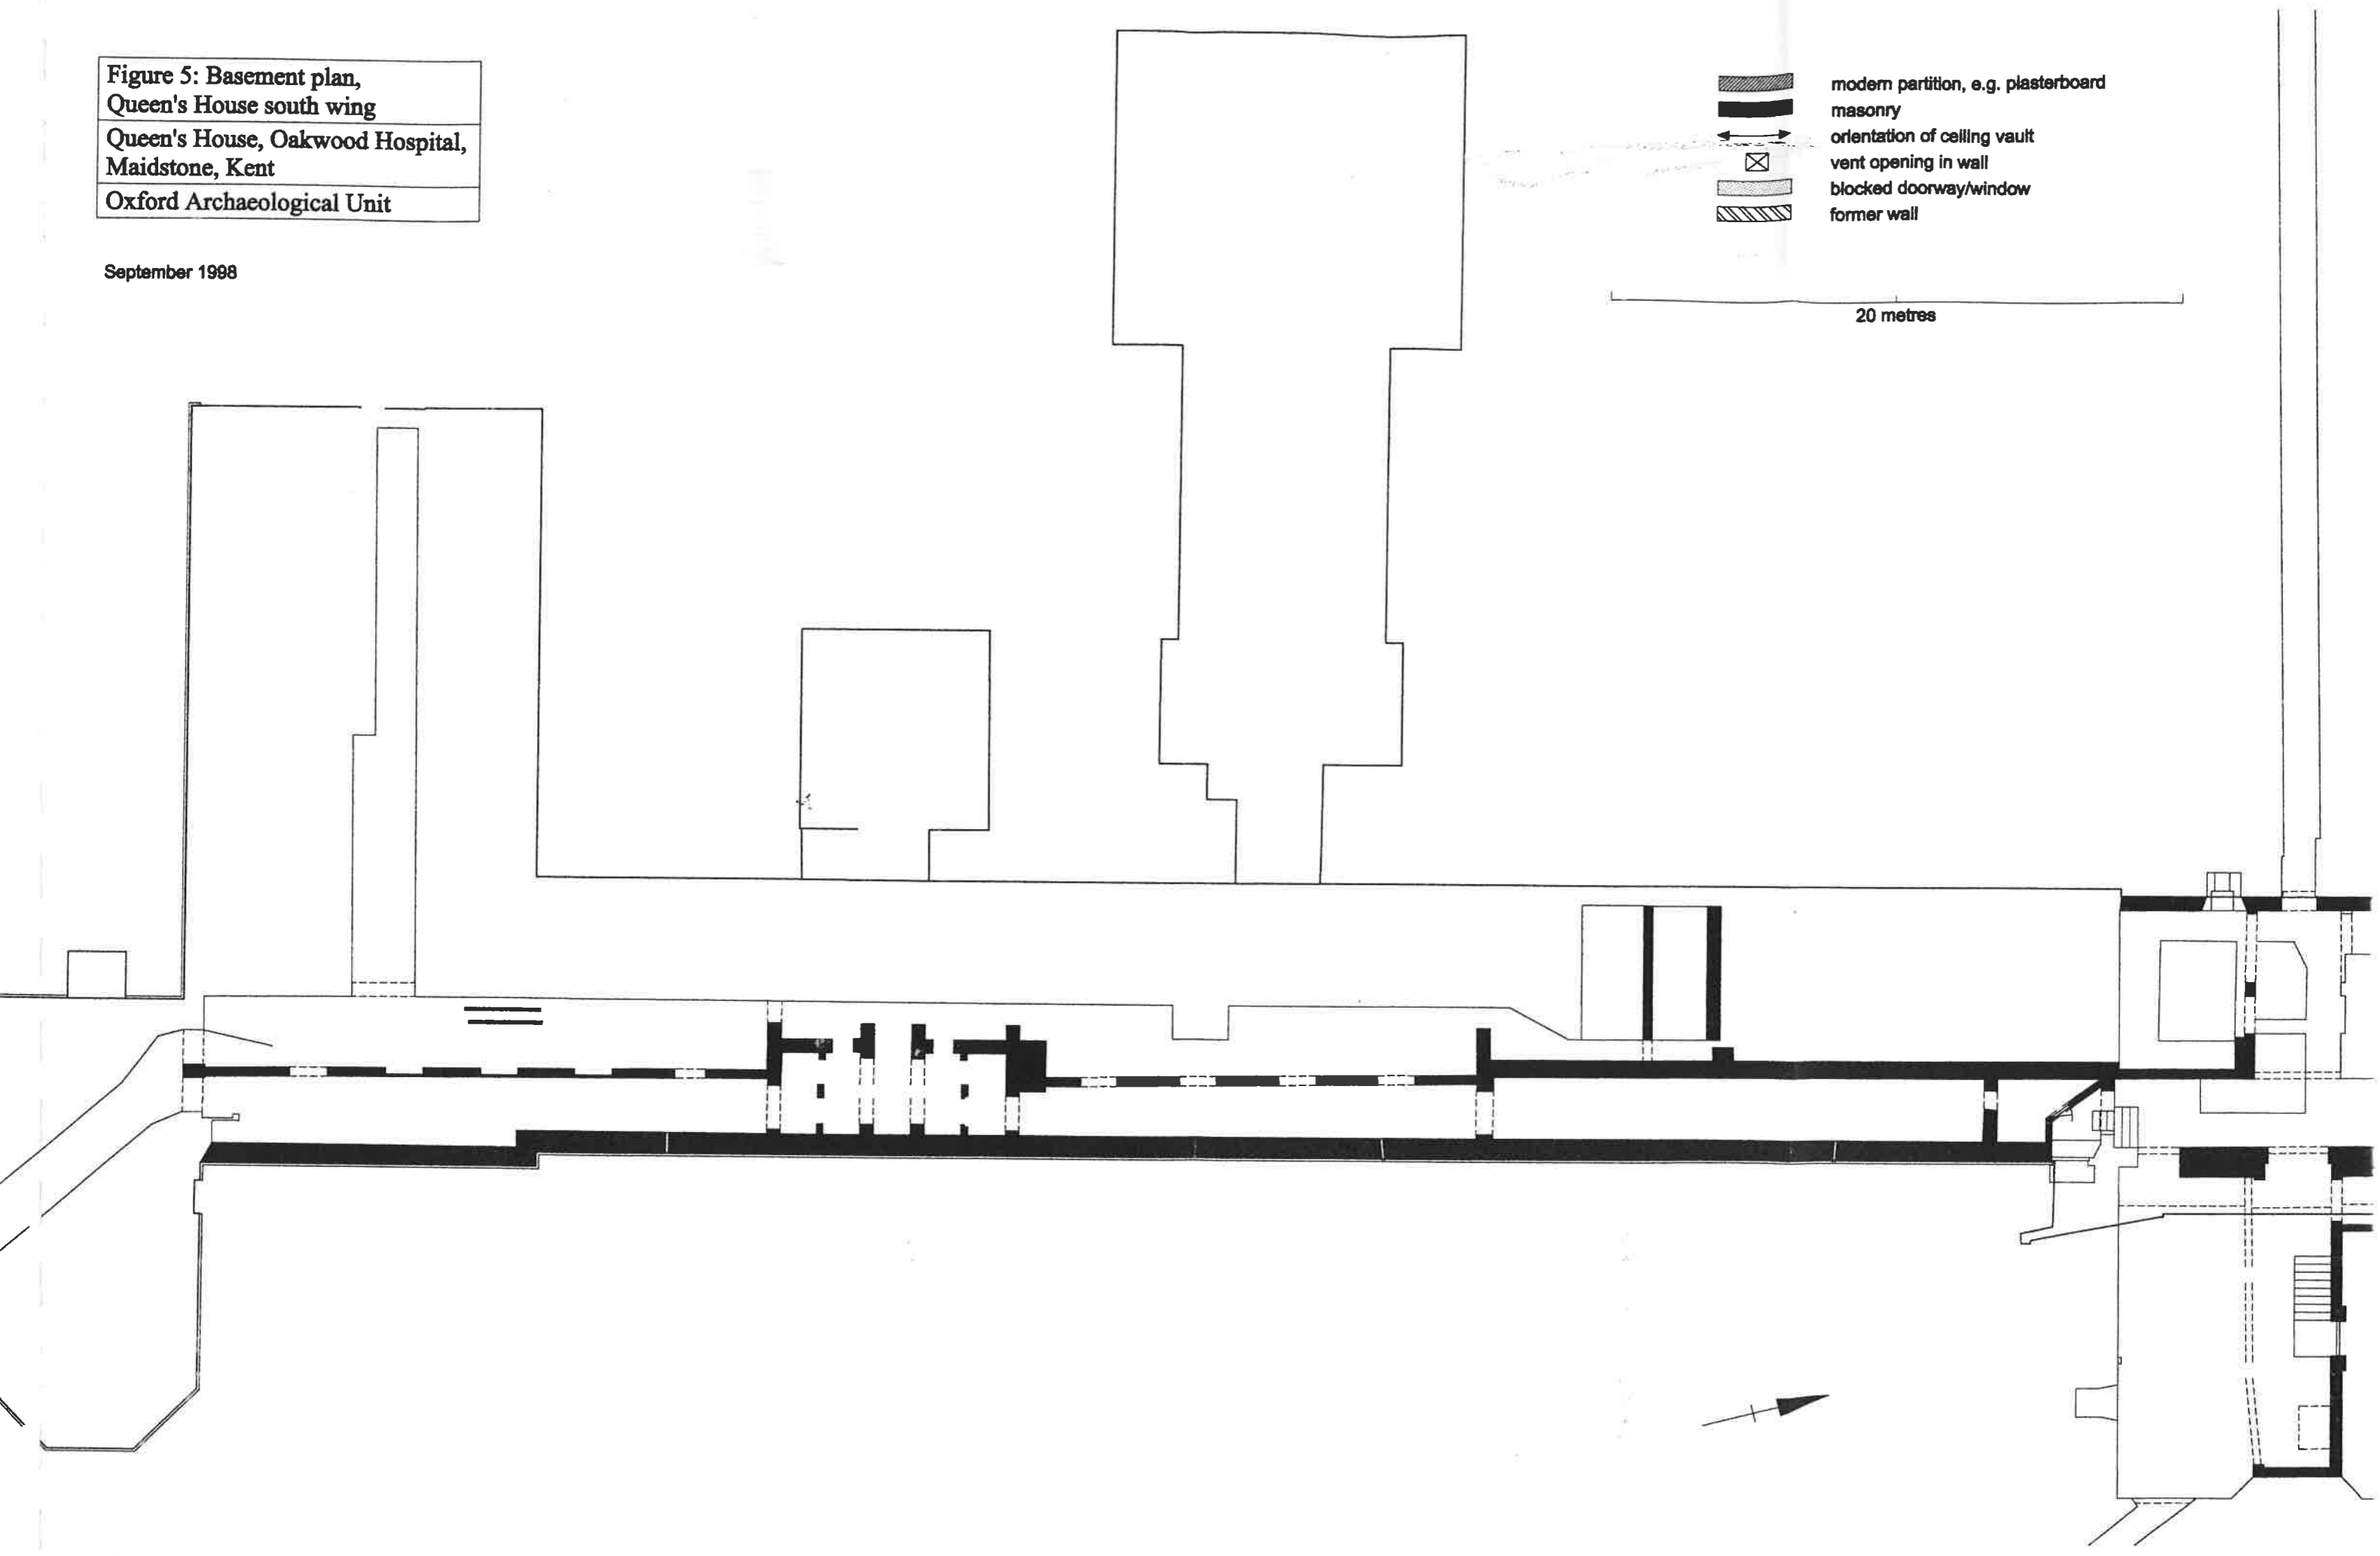 Figure 5: Basement plan,
Queen's House south wing
Queen's House, Oakwood Hospital,
Maidstone, Kent
Oxford Archaeological Unit
September 1998
modern partition, e.g. plasterboard
masonry
orientation of ceiling vault
vent opening in wall
blocked doorway/window
former wall
20 metres